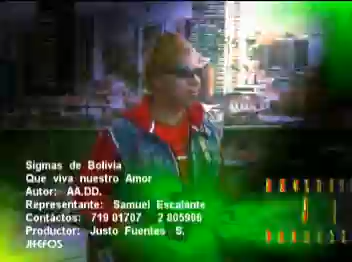 Sigmas de Bolivia
Que viva nuestro Amor
Autor: AA.DD.
Representante: Samuel Escalante
Contáctos: 719 01707 2 805906
Productor: Justo Fuentes S.
JHEFOS